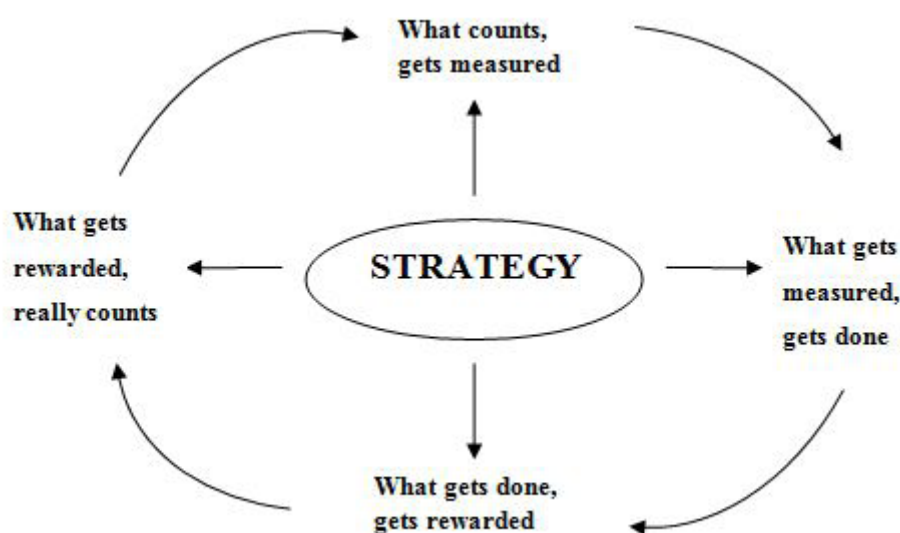 What counts,
gets measured
What gets
rewarded,
really counts
STRATEGY
What gets
measured,
gets done
What gets done,
gets rewarded